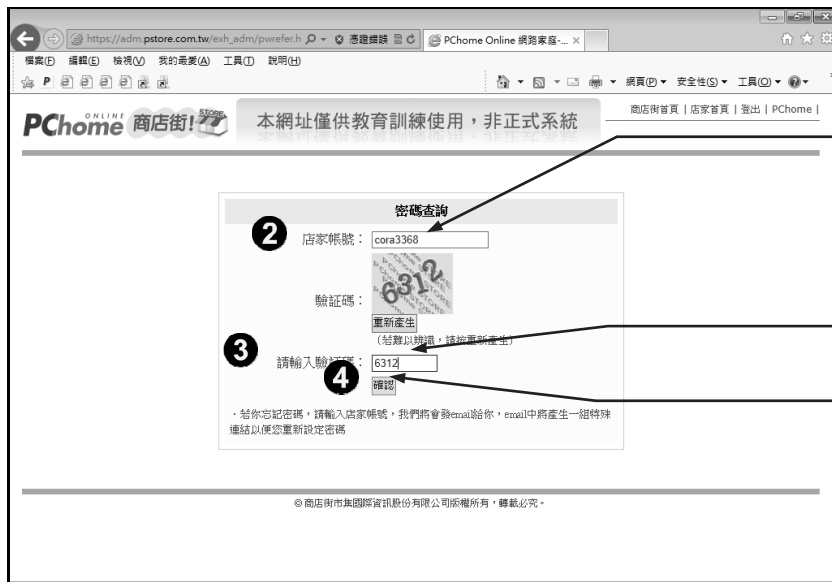 https://adm.pstore.com.tw/exh_adm/pwrefer.h
憑證錯誤
PChome Online 網路家庭-...
檔案(F) 編輯(E) 檢視(V) 我的最愛(A) 工具(T) 說明(H)
網頁(P) 安全性(S) 工具(O)
PChome ONLINE 商店街! STORE
本網址僅供教育訓練使用,非正式系統
商店街首頁 | 店家首頁 | 登出 | PChome |
密碼查詢
2 店家帳號: cora3368
6312
驗証碼:
重新產生
(若難以辨識,請按重新產生)
3 請輸入驗証碼: 6312
4 確認
‧若你忘記密碼,請輸入店家帳號,我們將會發email給你,email中將產生一組特殊
連結以便您重新設定密碼
©商店街市集國際資訊股份有限公司版權所有‧轉載必究。